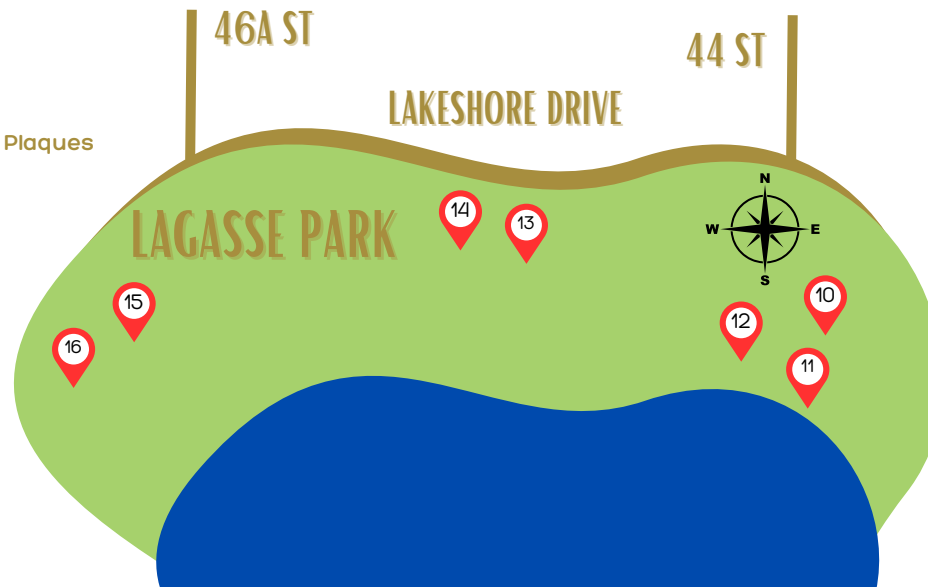 46A ST
44 ST
LAKESHORE DRIVE
Plaques
N
W E
S
LAGASSE PARK
14
13
15
16
10
12
11